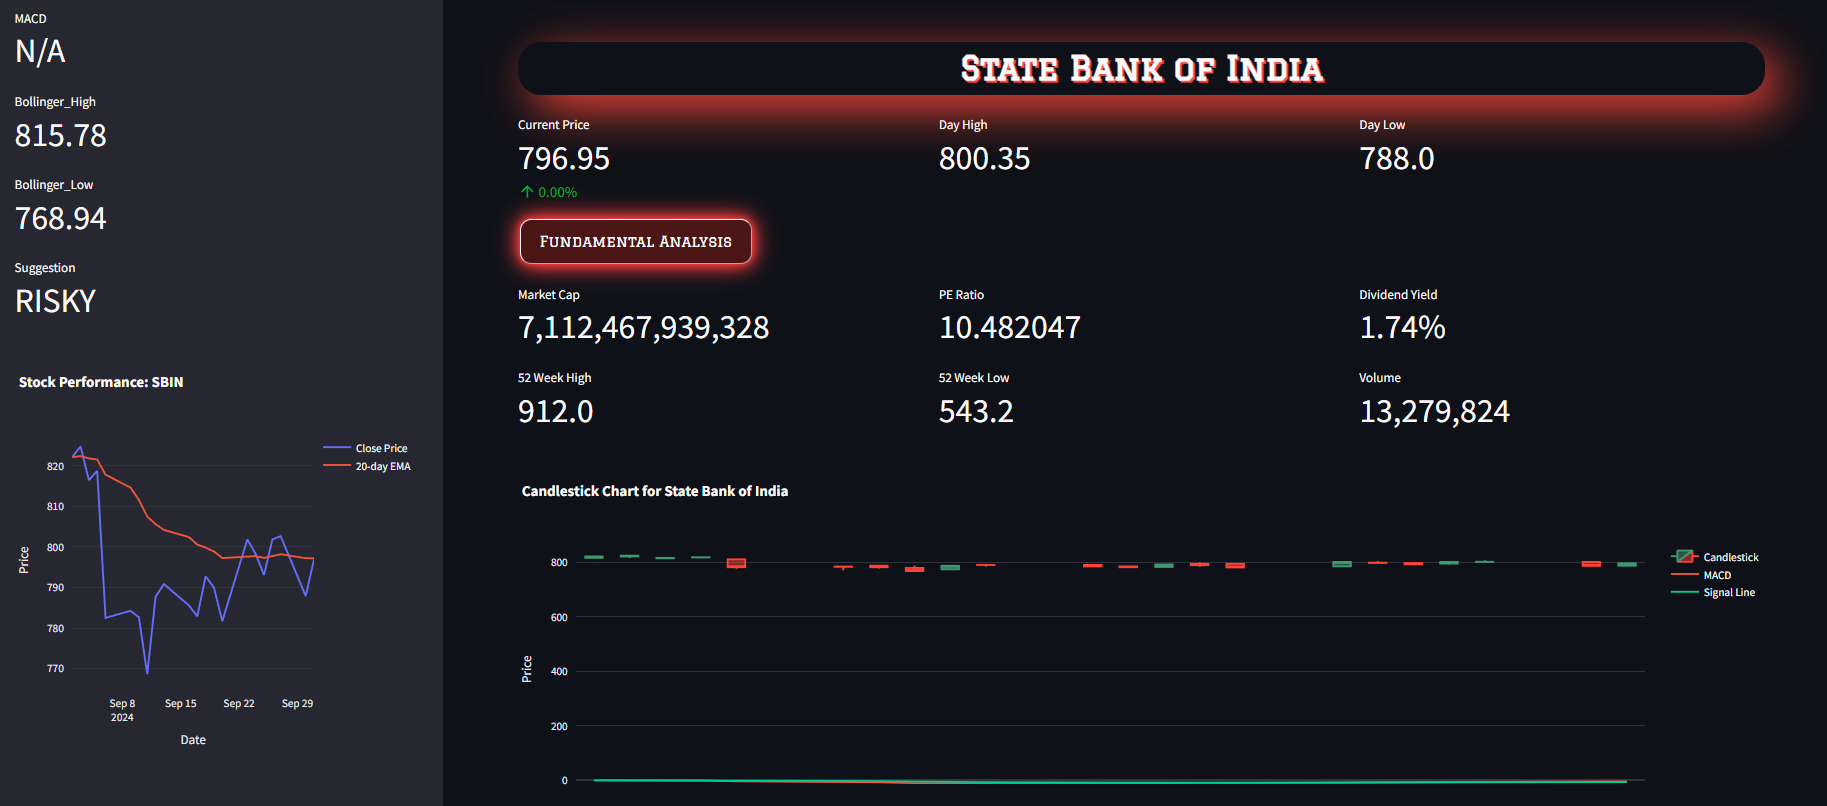 MACD
N/A
Bollinger_High
815.78
Bollinger_Low
768.94
Suggestion
RISKY
Stock Performance: SBIN
Close Price
20-day EMA
820
810
800
790
780
770
Price
Sep 8
2024
Sep 15
Sep 22
Sep 29
Date
State Bank of India
Current Price
796.95
↑ 0.00%
Day High
800.35
Day Low
788.0
Fundamental Analysis
Market Cap
7,112,467,939,328
PE Ratio
10.482047
Dividend Yield
1.74%
52 Week High
912.0
52 Week Low
543.2
Volume
13,279,824
Candlestick Chart for State Bank of India
800
600
400
200
0
Price
Candlestick
MACD
Signal Line